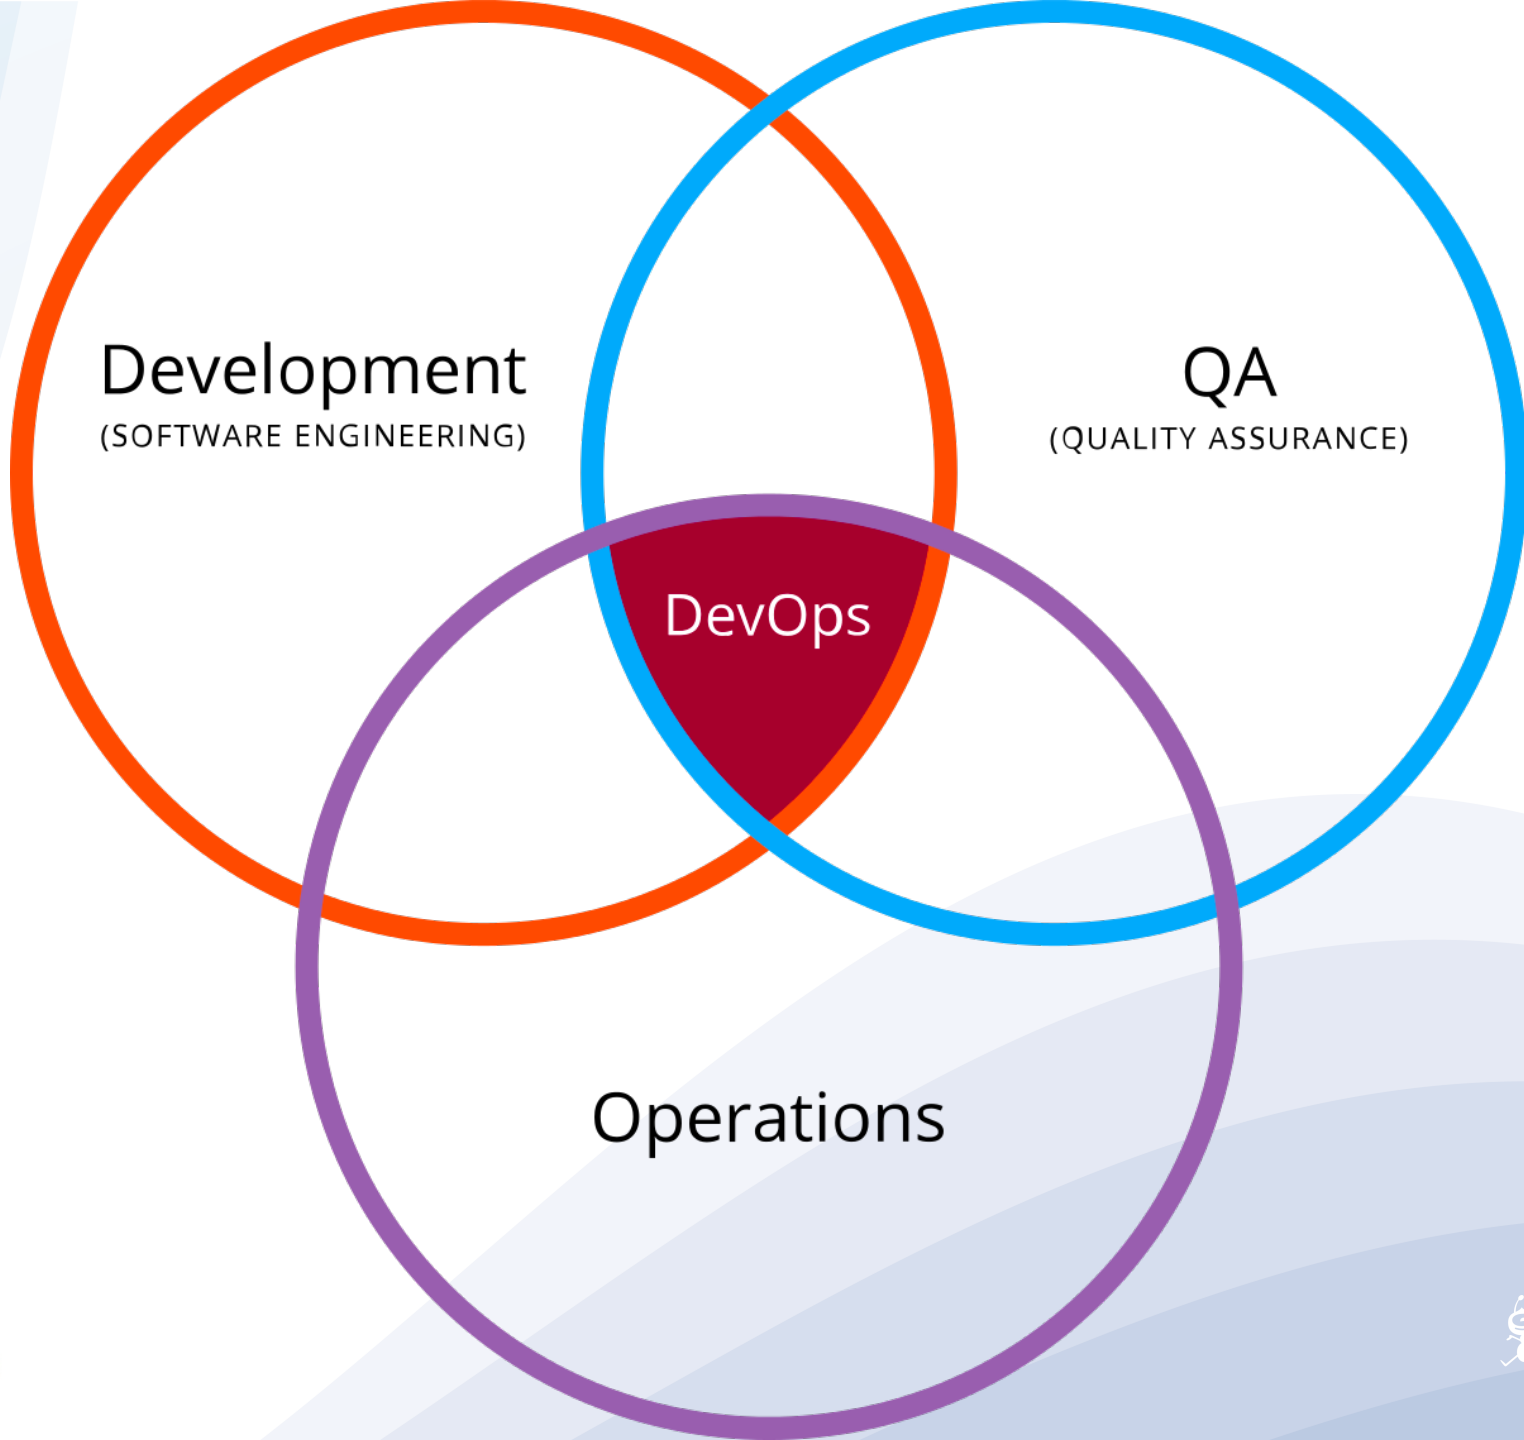 Development
(SOFTWARE ENGINEERING)
QA
(QUALITY ASSURANCE)
DevOps
Operations